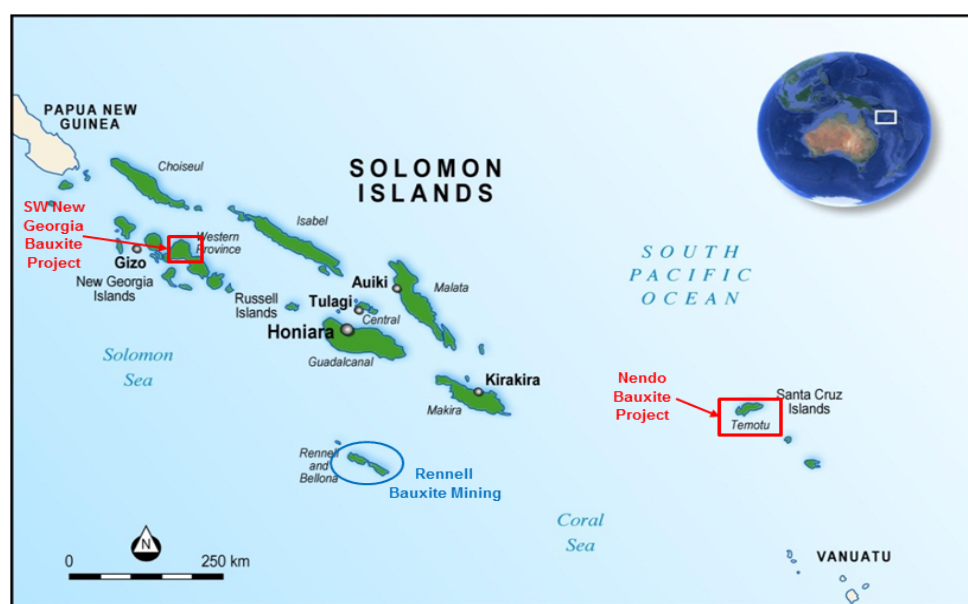 PAPUA NEW
GUINEA
Choiseul
SOLOMON
ISLANDS
SW New
Georgia
Bauxite
Project
Western
Province
Isabel
Gizo
New Georgia
Islands
Russell
Islands
Auiki
Malata
Tulagi
Central
Honiara
Guadalcanal
SOUTH
PACIFIC
OCEAN
Solomon
Sea
Kirakira
Makira
Nendo
Bauxite
Project
Santa Cruz
Islands
Temotu
Rennell
and
Bellona
Rennell
Bauxite Mining
Coral
Sea
N
0 250 km
VANUATU